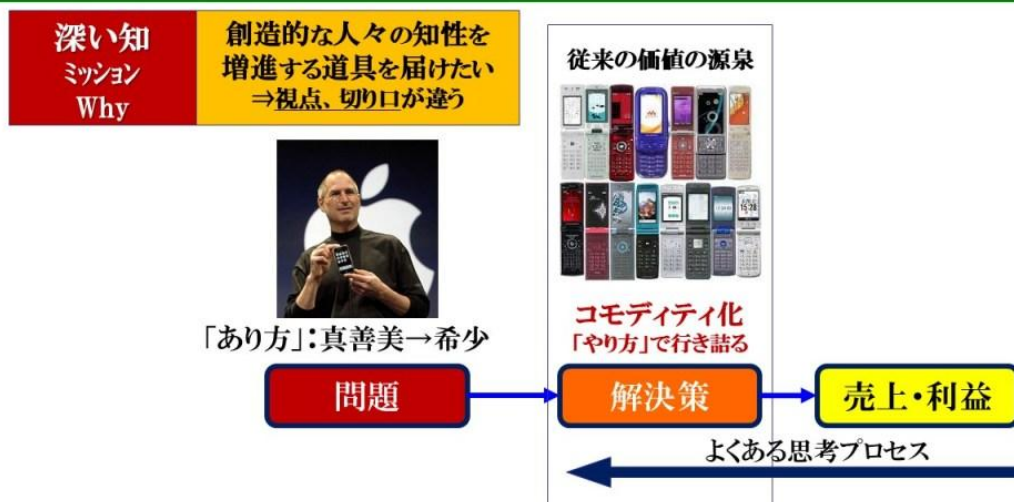 深い知
ミッション
Why
創造的な人々の知性を
増進する道具を届けたい
⇒視点、切り口が違う
従来の価値の源泉
「あり方」:真善美→希少
コモディティ化
「やり方」で行き詰る
問題
解決策
売上・利益
よくある思考プロセス